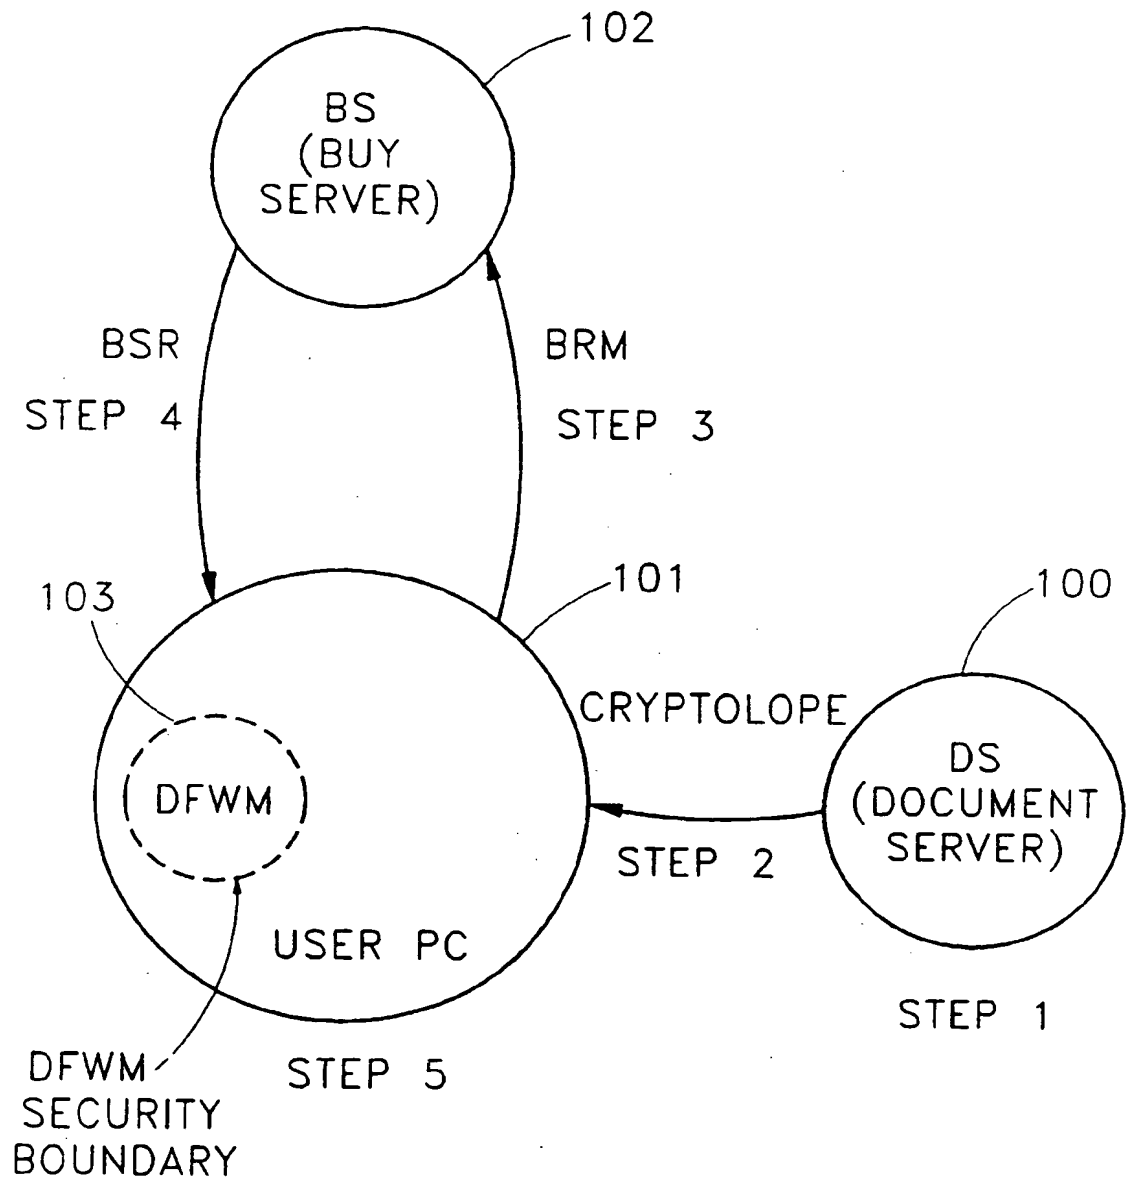 102
BS
(BUY
SERVER)
BSR
BRM
STEP 4
STEP 3
103
101
100
CRYPTOLOPE
DS
(DOCUMENT
SERVER)
DFWM
STEP 2
USER PC
STEP 1
DFWM
SECURITY
BOUNDARY
STEP 5